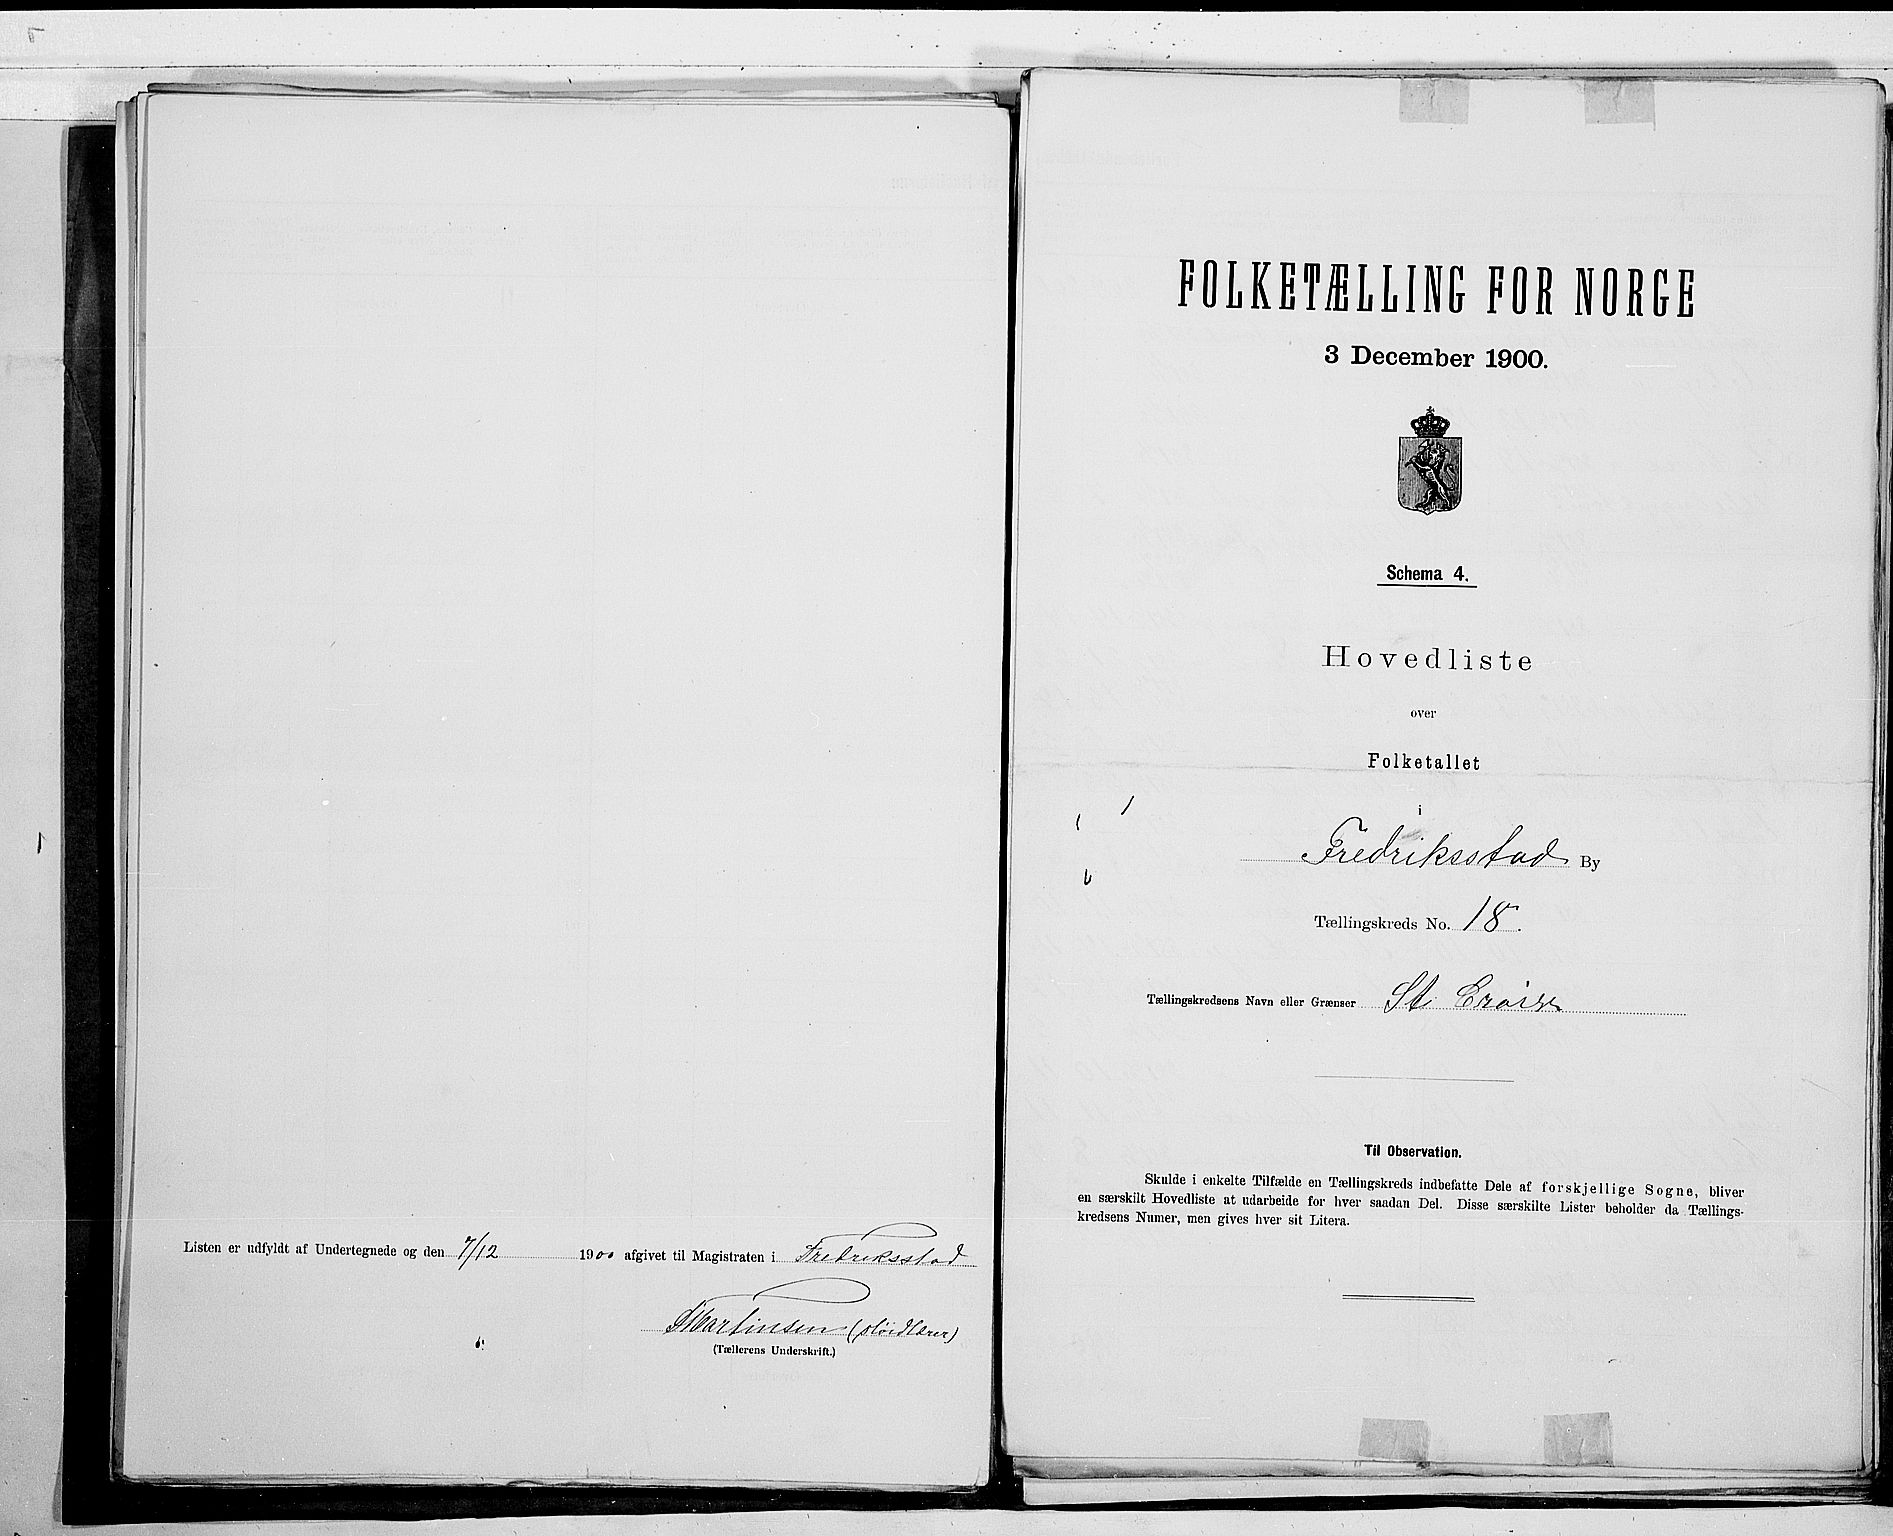 Listen er udfyldt af Undertegnede og den 7/12 1900 afgivet til Magistraten i Fredriksstad
Martinsen (sløidlærer)
(Tællerens Underskrift.)
FOLKETÆLLING FOR NORGE
3 December 1900.
Schema 4.
Hovedliste
over
Folketallet
i
Fredriksstad By
Tællingskreds No. 18.
Tællingskredsens Navn eller Grænser St. Croix
Til Observation.
Skulde i enkelte Tilfælde en Tællingskreds indbefatte Dele af forskjellige Sogne, bliver
en særskilt Hovedliste at udarbeide for hver saadan Del. Disse særskilte Lister beholder da Tællings-
kredsens Numer, men gives hver sit Litera.